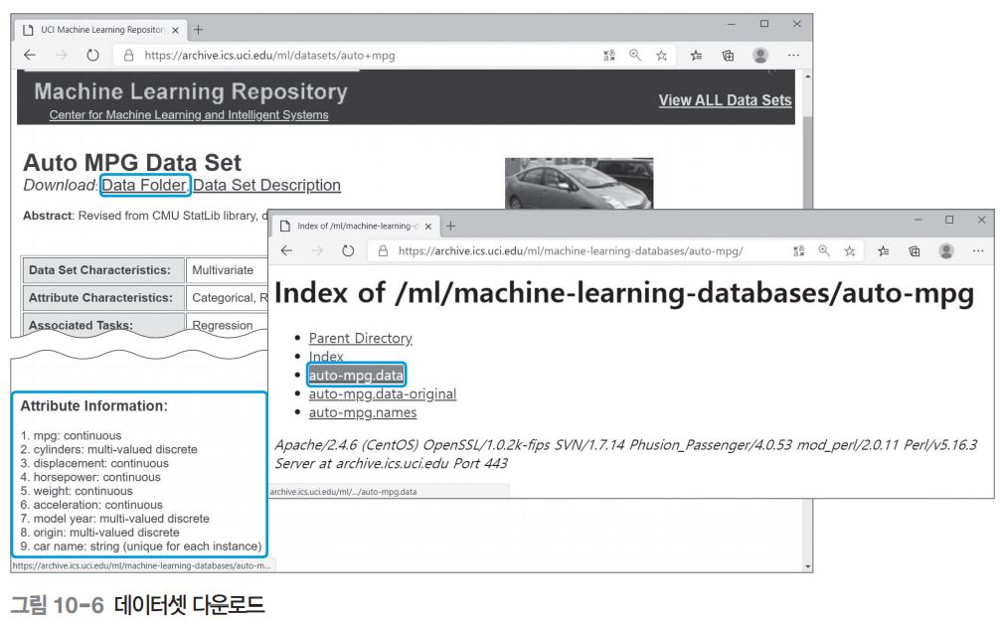 UCI Machine Learning Repositor
https://archive.ics.uci.edu/ml/datasets/auto+mpg
Machine Learning Repository
Center for Machine Learning and Intelligent Systems
View ALL Data Sets
Auto MPG Data Set
Download: Data Folder, Data Set Description
Abstract: Revised from CMU StatLib library, d
Data Set Characteristics: Multivariate
Attribute Characteristics: Categorical, R
Associated Tasks: Regression
Attribute Information:
1. mpg: continuous
2. cylinders: multi-valued discrete
3. displacement: continuous
4. horsepower: continuous
5. weight: continuous
6. acceleration: continuous
7. model year: multi-valued discrete
8. origin: multi-valued discrete
9. car name: string (unique for each instance)
https://archive.ics.uci.edu/ml/machine-learning-databases/auto-m...
Index of /ml/machine-learning-d
https://archive.ics.uci.edu/ml/machine-learning-databases/auto-mpg/
Index of /ml/machine-learning-databases/auto-mpg
Parent Directory
Index
auto-mpg.data
auto-mpg.data-original
auto-mpg.names
Apache/2.4.6 (CentOS) OpenSSL/1.0.2k-fips SVN/1.7.14 Phusion_Passenger/4.0.53 mod_perl/2.0.11 Perl/v5.16.3
Server at archive.ics.uci.edu Port 443
archive.ics.uci.edu/ml/.../auto-mpg.data
그림 10-6 데이터셋 다운로드